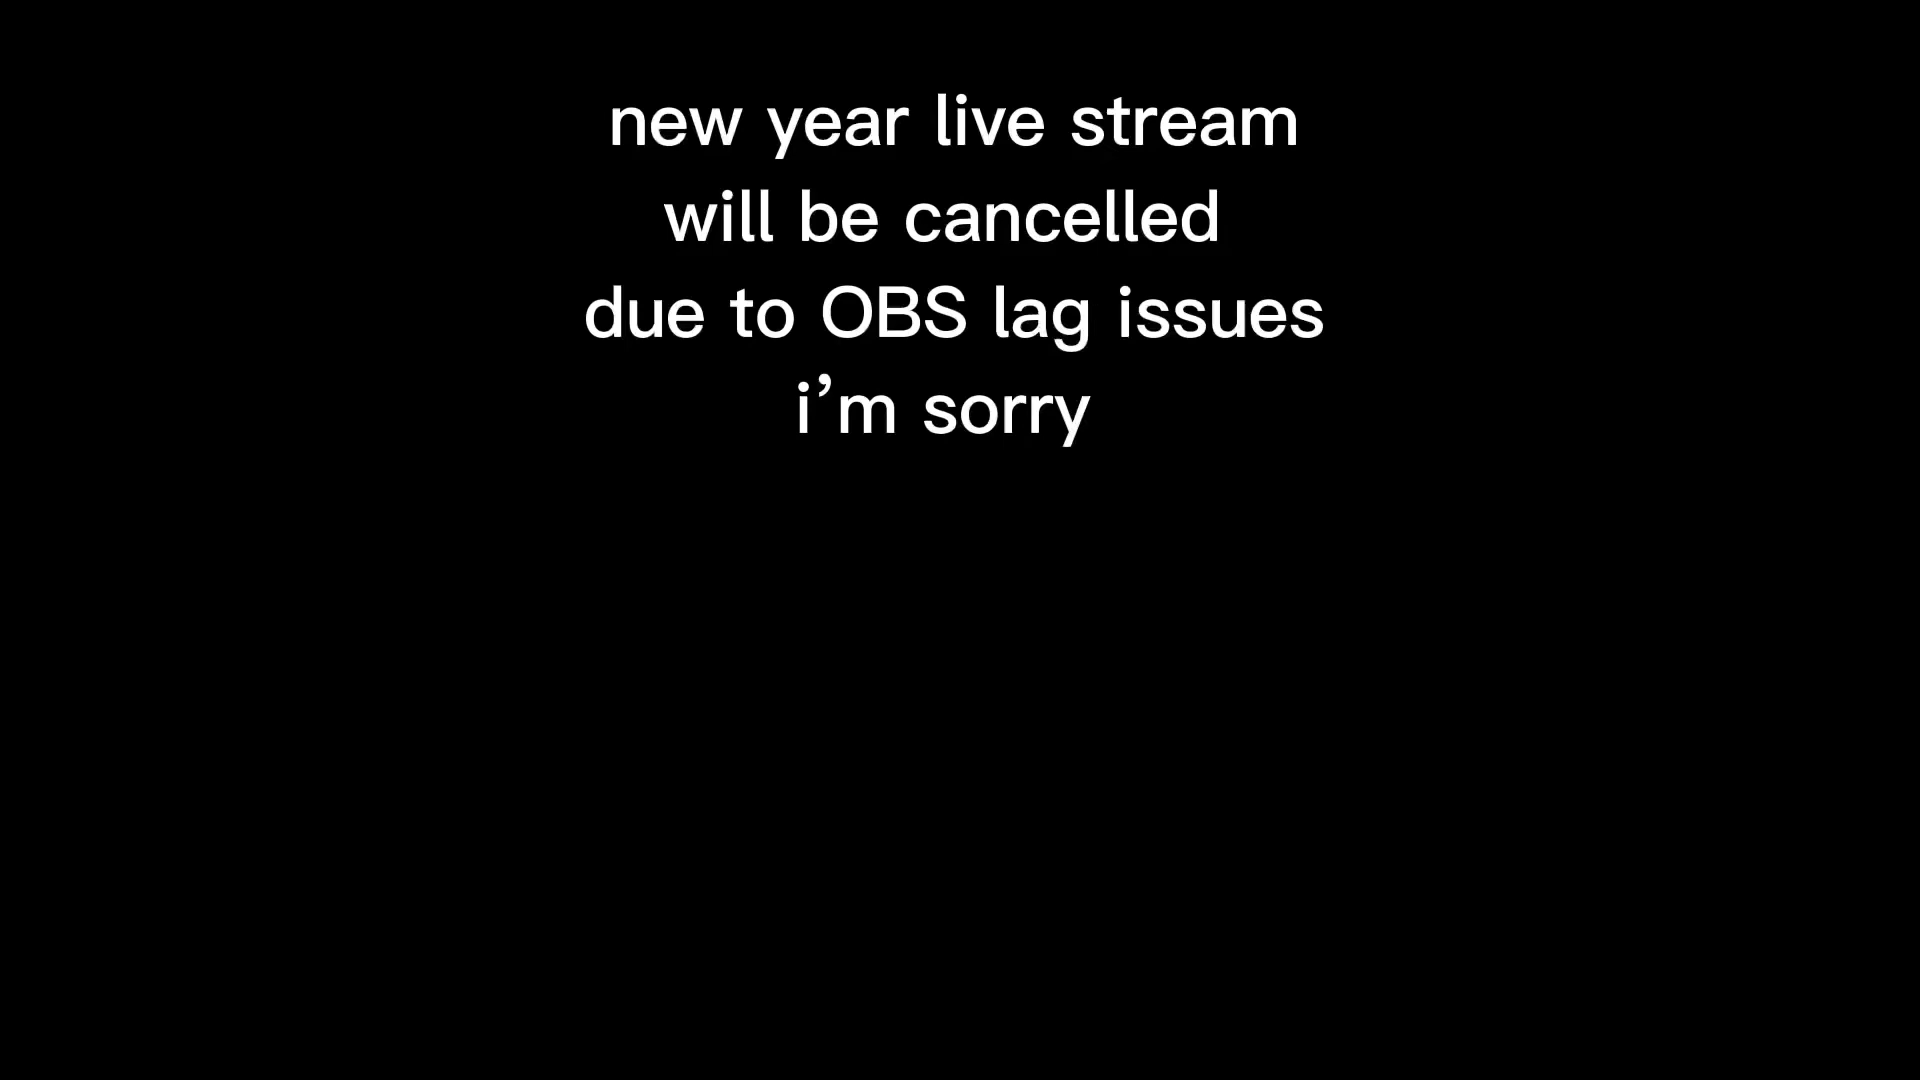 new year live stream
will be cancelled
due to OBS lag issues
i’m sorry